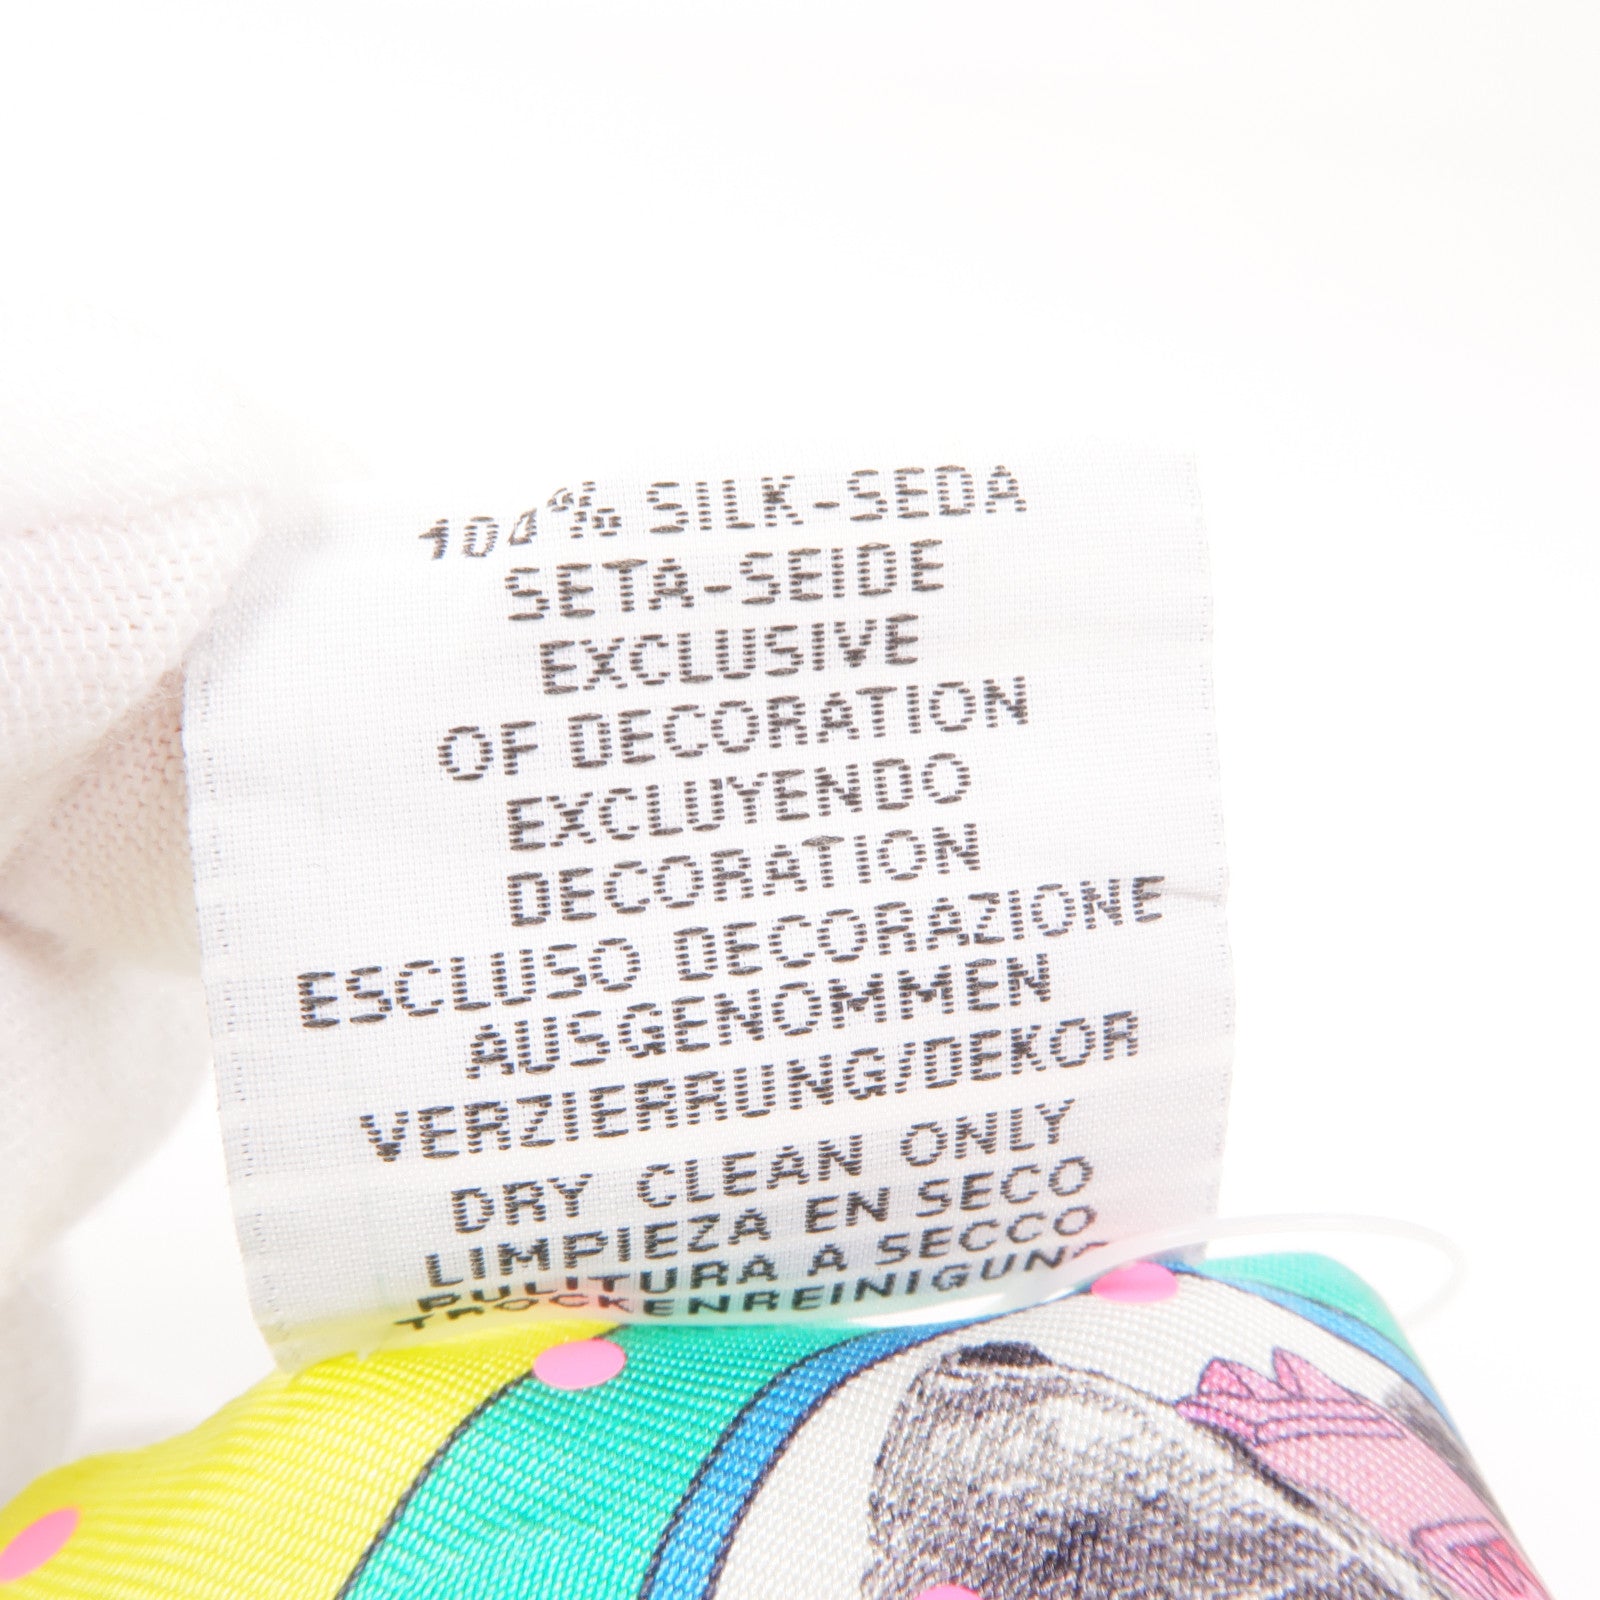 100% SILK-SEDA
SETA-SEIDE
EXCLUSIVE
OF DECORATION
EXCLUYENDO
DECORATION
ESCLUSO DECORAZIONE
AUSGENOMMEN
VERZIERRUNG/DEKOR
DRY CLEAN ONLY
LIMPIEZA EN SECO
PULITURA A SECCO
TROCKENREINIGUNG